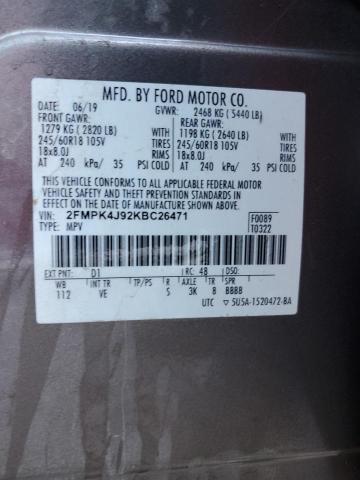 MFD. BY FORD MOTOR CO.
DATE: 06/19 GVWR: 2468 KG (5440 LB)
FRONT GAWR: REAR GAWR:
1279 KG (2820 LB) 1198 KG (2640 LB)
245/60R18 105V TIRES 245/60R18 105V TIRES
18x8.0J RIMS 18x8.0J RIMS
AT 240 kPa/ 35 PSI COLD AT 240 kPa/ 35 PSI COLD
THIS VEHICLE CONFORMS TO ALL APPLICABLE FEDERAL MOTOR
VEHICLE SAFETY AND THEFT PREVENTION STANDARDS IN EFFECT
ON THE DATE OF MANUFACTURE SHOWN ABOVE.
VIN: 2FMPK4J92KBC26471 F0089
TYPE: MPV T0322
EXT PNT: D1 RC: 48 DSO:
WB INT TR TP/PS R AXLE TR SPR
112 VE S 3K 8 BBBB
UTC ▽ 5U5A-1520472-BA